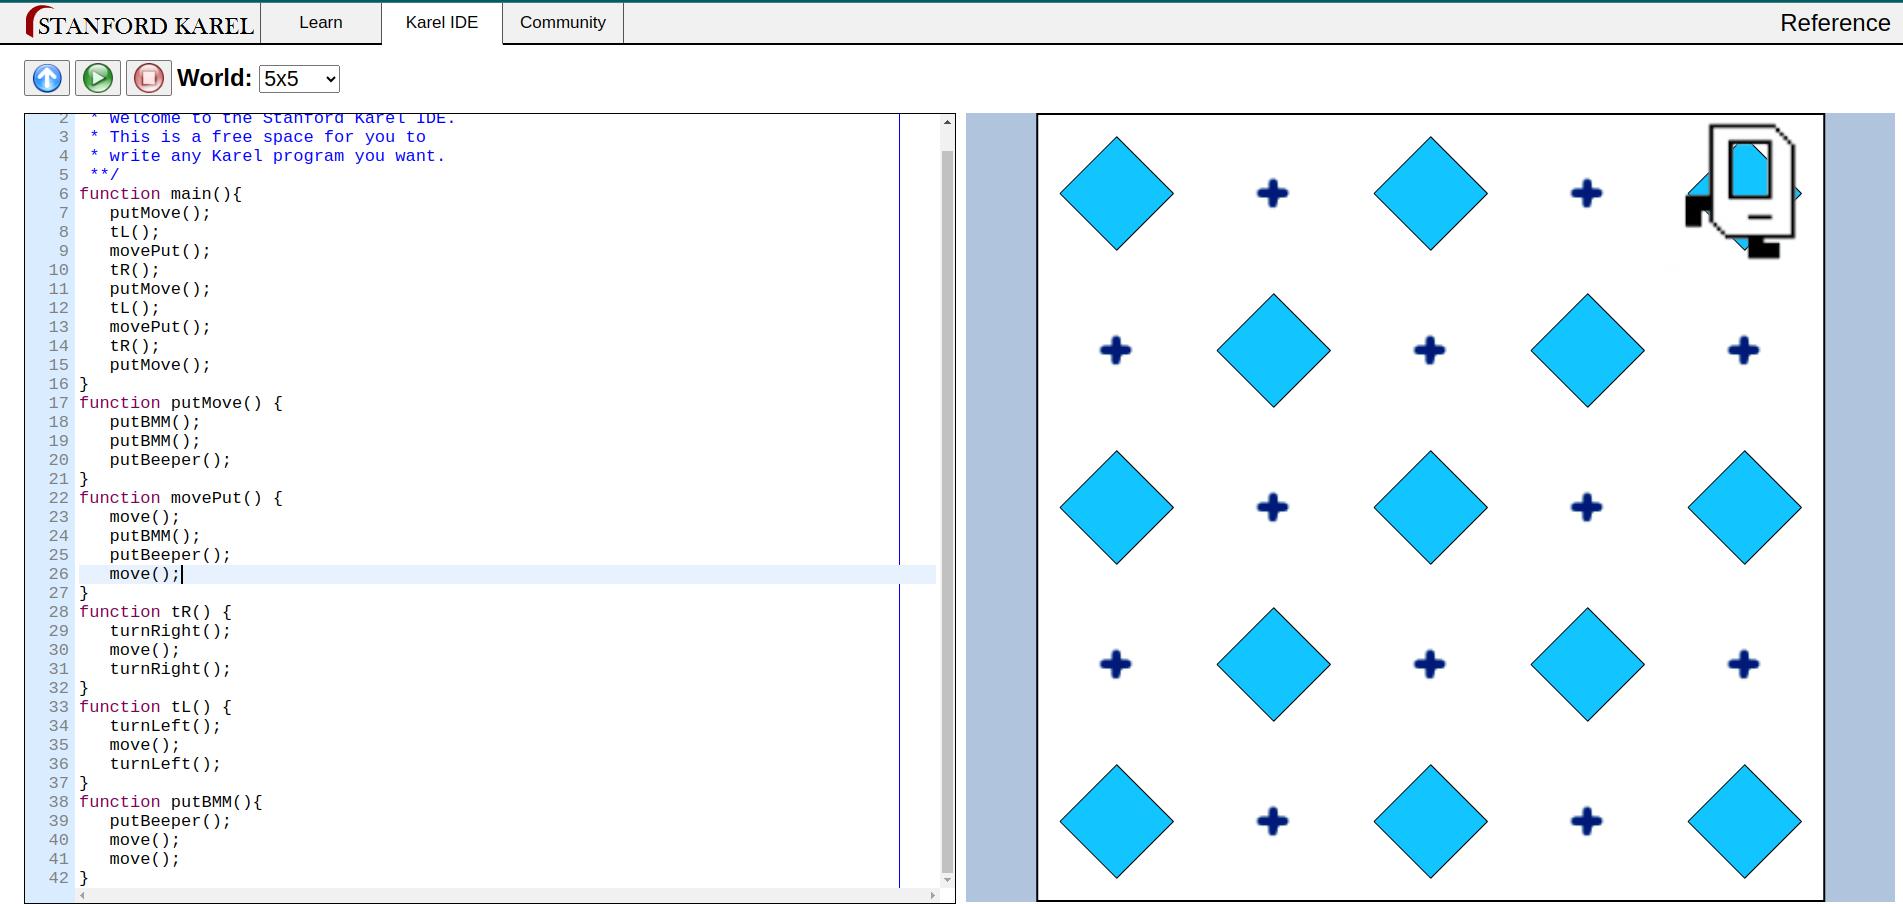 STANFORD KAREL
Learn
Karel IDE
Community
Reference
World:
5x5
2 * Welcome to the Stanford Karel IDE.
3 * This is a free space for you to
4 * write any Karel program you want.
5 **/
6 function main(){
7 putMove();
8 tL();
9 movePut();
10 tR();
11 putMove();
12 tL();
13 movePut();
14 tR();
15 putMove();
16 }
17 function putMove() {
18 putBMM();
19 putBMM();
20 putBeeper();
21 }
22 function movePut() {
23 move();
24 putBMM();
25 putBeeper();
26 move();
27 }
28 function tR() {
29 turnRight();
30 move();
31 turnRight();
32 }
33 function tL() {
34 turnLeft();
35 move();
36 turnLeft();
37 }
38 function putBMM(){
39 putBeeper();
40 move();
41 move();
42 }